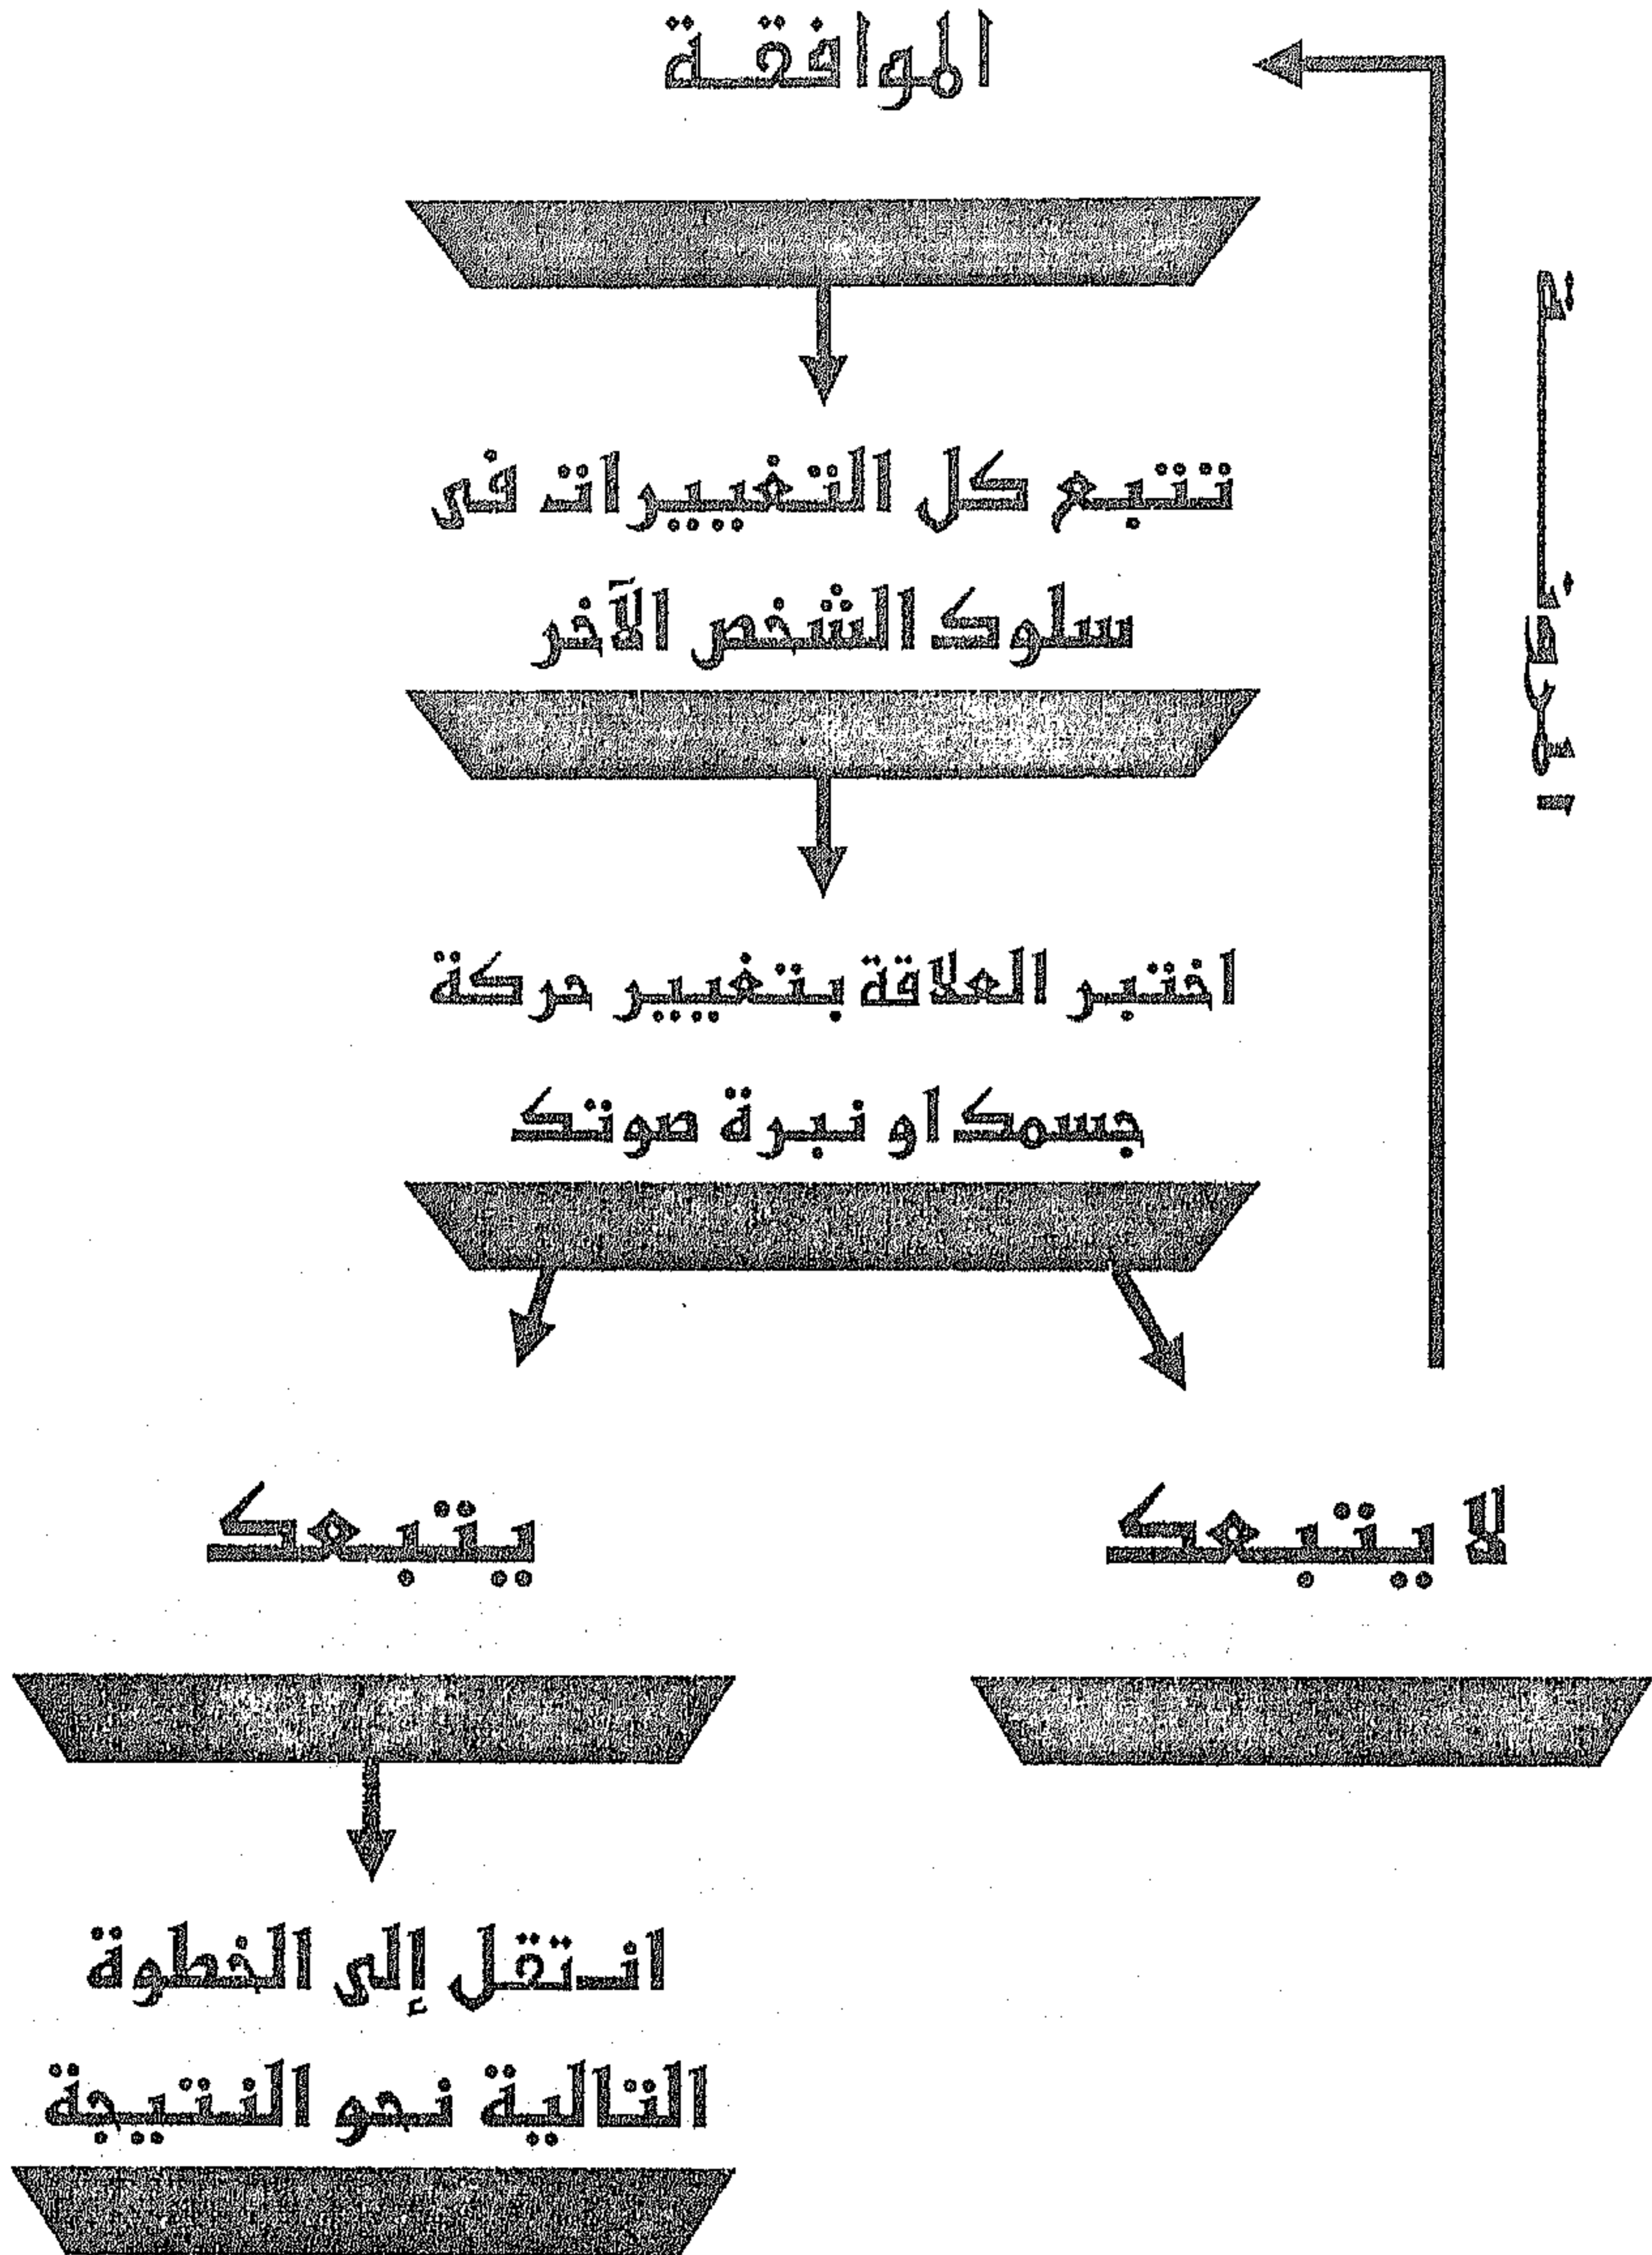 الموافقة
تتبع كل التغييرات فى
سلوك الشخص الآخر
اختبر العلاقة بتغيير حركة
جسمك او نبرة صوتك
لا يتبعك
يتبعك
انتقل إلى الخطوة
التالية نحو النتيجة